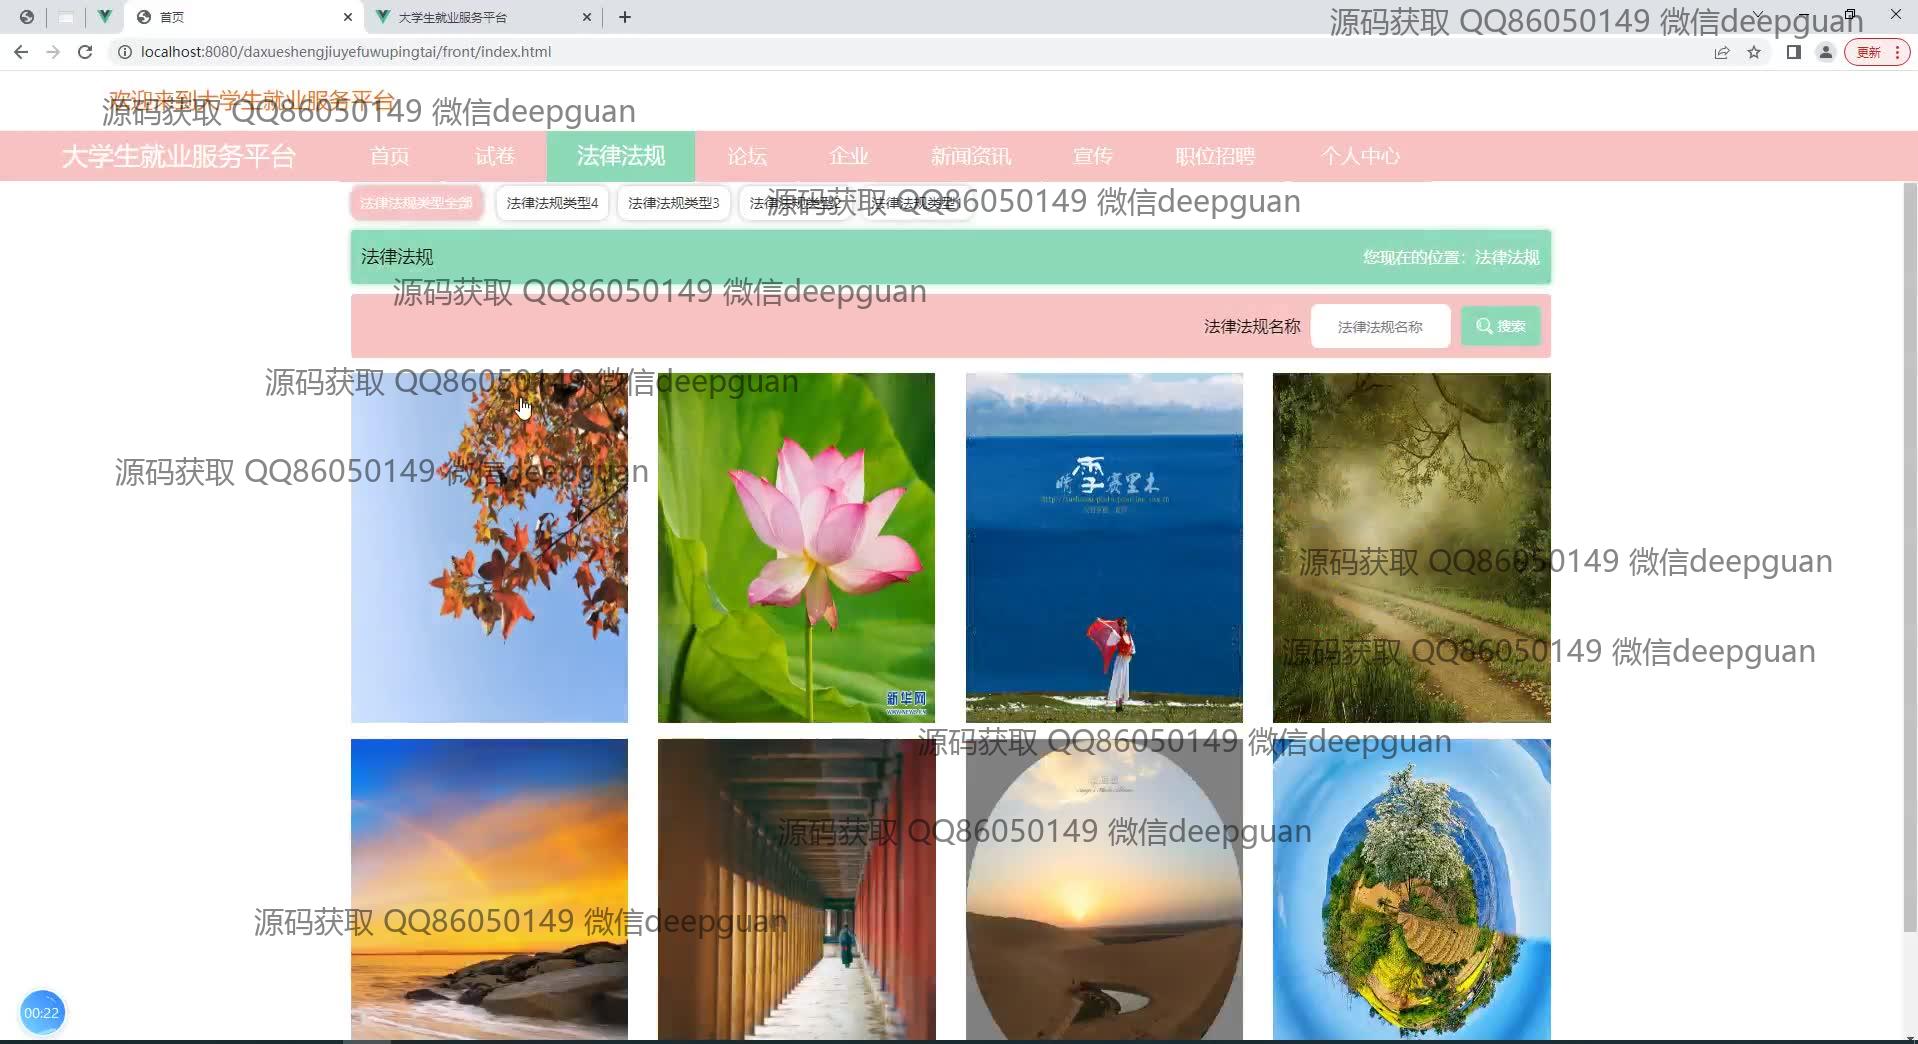 首页
大学生就业服务平台
源码获取 QQ86050149 微信deepguan
localhost:8080/daxueshengjiuyefuwupingtai/front/index.html
更新
欢迎来到大学生就业服务平台
源码获取 QQ86050149 微信deepguan
大学生就业服务平台 首页 试卷 法律法规 论坛 企业 新闻资讯 宣传 职位招聘 个人中心
法律法规类型全部 法律法规类型4 法律法规类型3 法律法规类型2 法律法规类型1
源码获取 QQ86050149 微信deepguan
法律法规 您现在的位置：法律法规
源码获取 QQ86050149 微信deepguan
法律法规名称 法律法规名称 搜索
源码获取 QQ86050149 微信deepguan
源码获取 QQ86050149 微信deepguan
源码获取 QQ86050149 微信deepguan
源码获取 QQ86050149 微信deepguan
新华网
源码获取 QQ86050149 微信deepguan
源码获取 QQ86050149 微信deepguan
源码获取 QQ86050149 微信deepguan
00:22